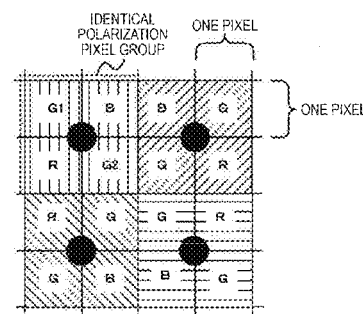 IDENTICAL
POLARIZATION
PIXEL GROUP
ONE PIXEL
ONE PIXEL
G1 B B G
R G2 G R
R G G R
G B B G